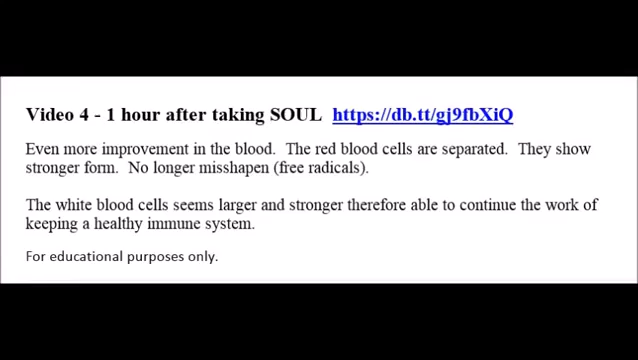 Video 4 - 1 hour after taking SOUL https://db.tt/gj9fbXiQ
Even more improvement in the blood. The red blood cells are separated. They show
stronger form. No longer misshapen (free radicals).
The white blood cells seems larger and stronger therefore able to continue the work of
keeping a healthy immune system.
For educational purposes only.